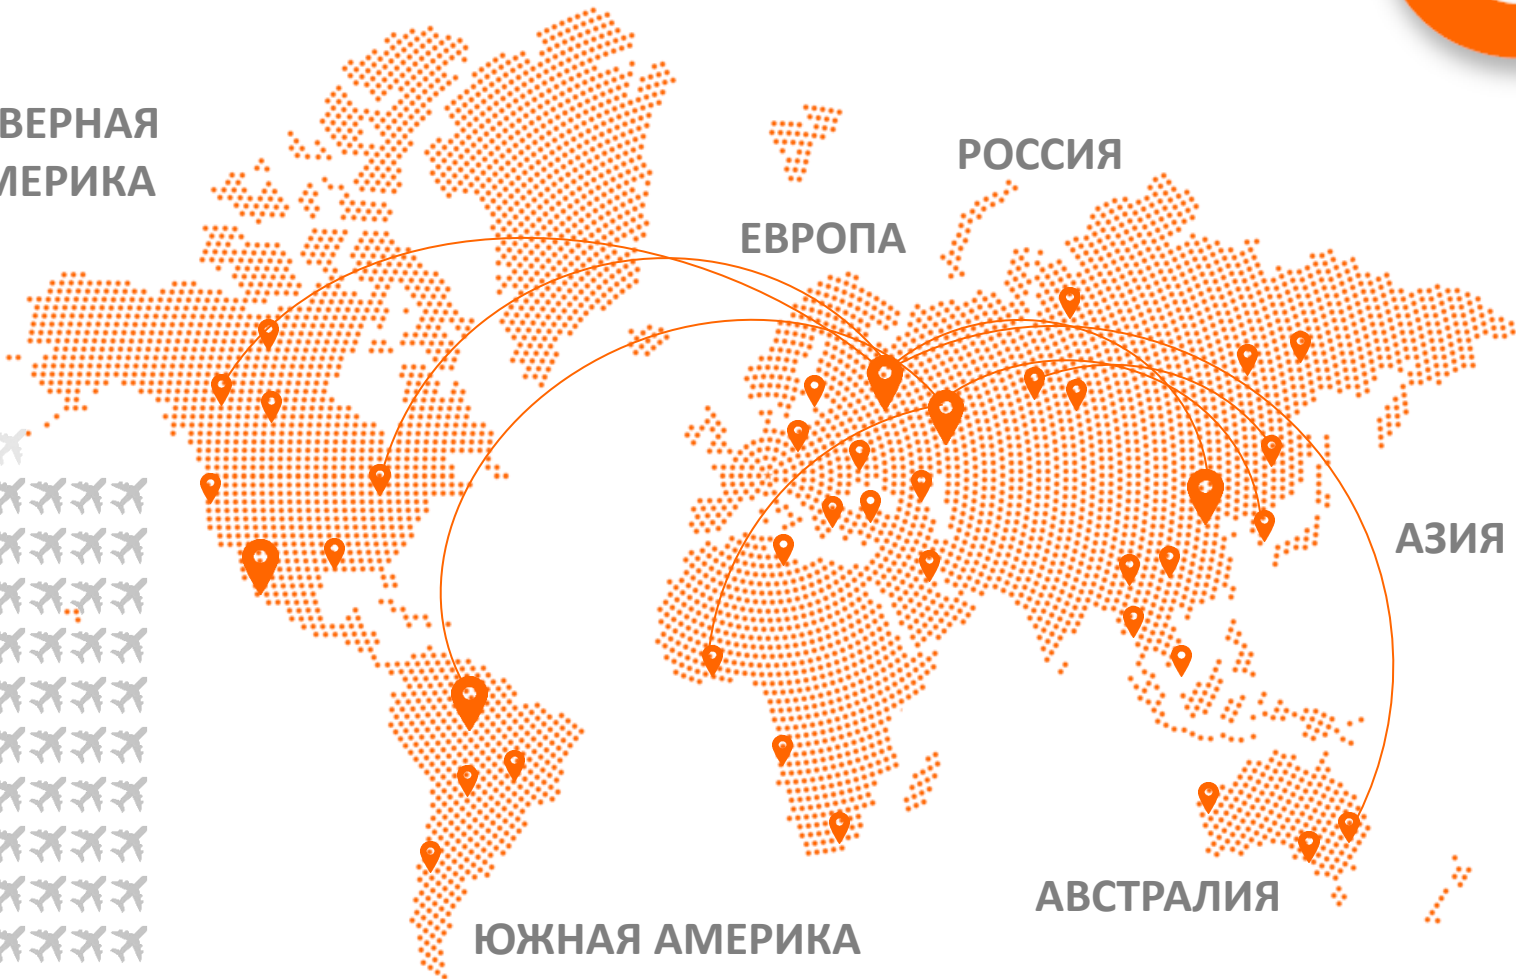 ВЕРНАЯ
МЕРИКА
РОССИЯ
ЕВРОПА
АЗИЯ
АВСТРАЛИЯ
ЮЖНАЯ АМЕРИКА